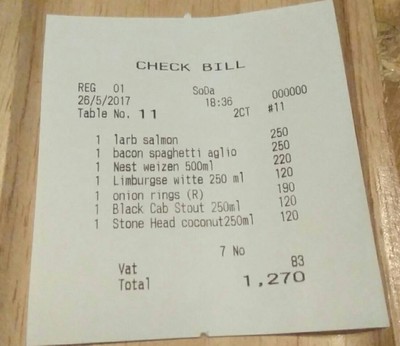 CHECK BILL
REG 01 SoDa 000000
26/5/2017 18:36 #11
Table No. 11 2CT
1 larb salmon 250
1 bacon spaghetti aglio 250
1 Nest weizen 500ml 220
1 Limburgse witte 250 ml 120
1 onion rings (R) 190
1 Black Cab Stout 250ml 120
1 Stone Head coconut250ml 120
7 No
Vat 83
Total 1,270